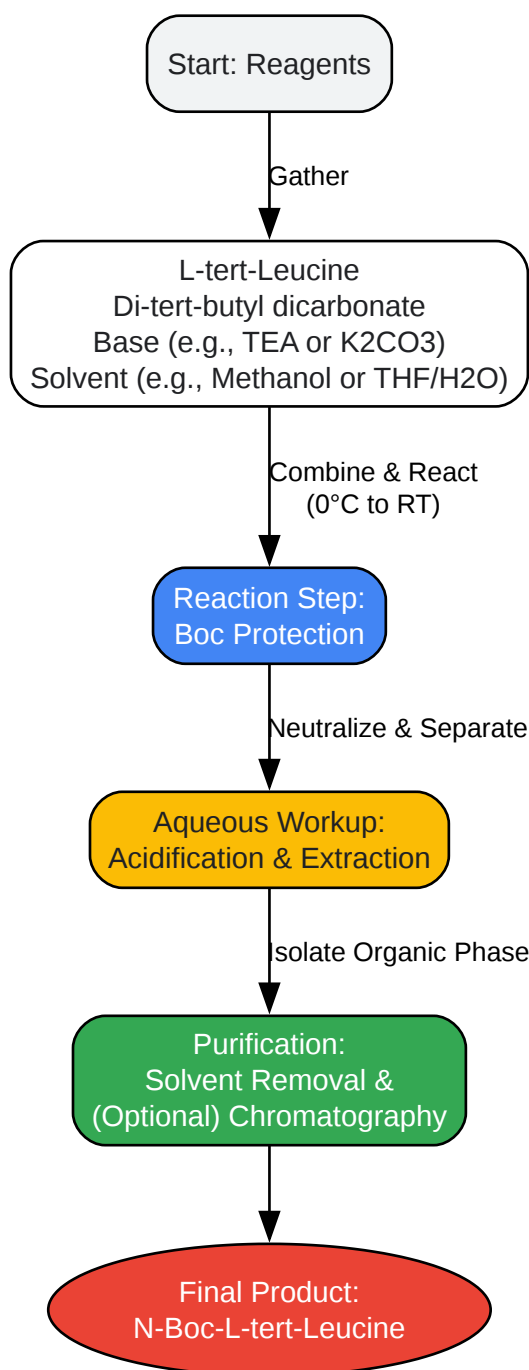 Start: Reagents
Gather
L-tert-Leucine
Di-tert-butyl dicarbonate
Base (e.g., TEA or K2CO3)
Solvent (e.g., Methanol or THF/H2O)
Combine & React
(0°C to RT)
Reaction Step:
Boc Protection
Neutralize & Separate
Aqueous Workup:
Acidification & Extraction
Isolate Organic Phase
Purification:
Solvent Removal &
(Optional) Chromatography
Final Product:
N-Boc-L-tert-Leucine